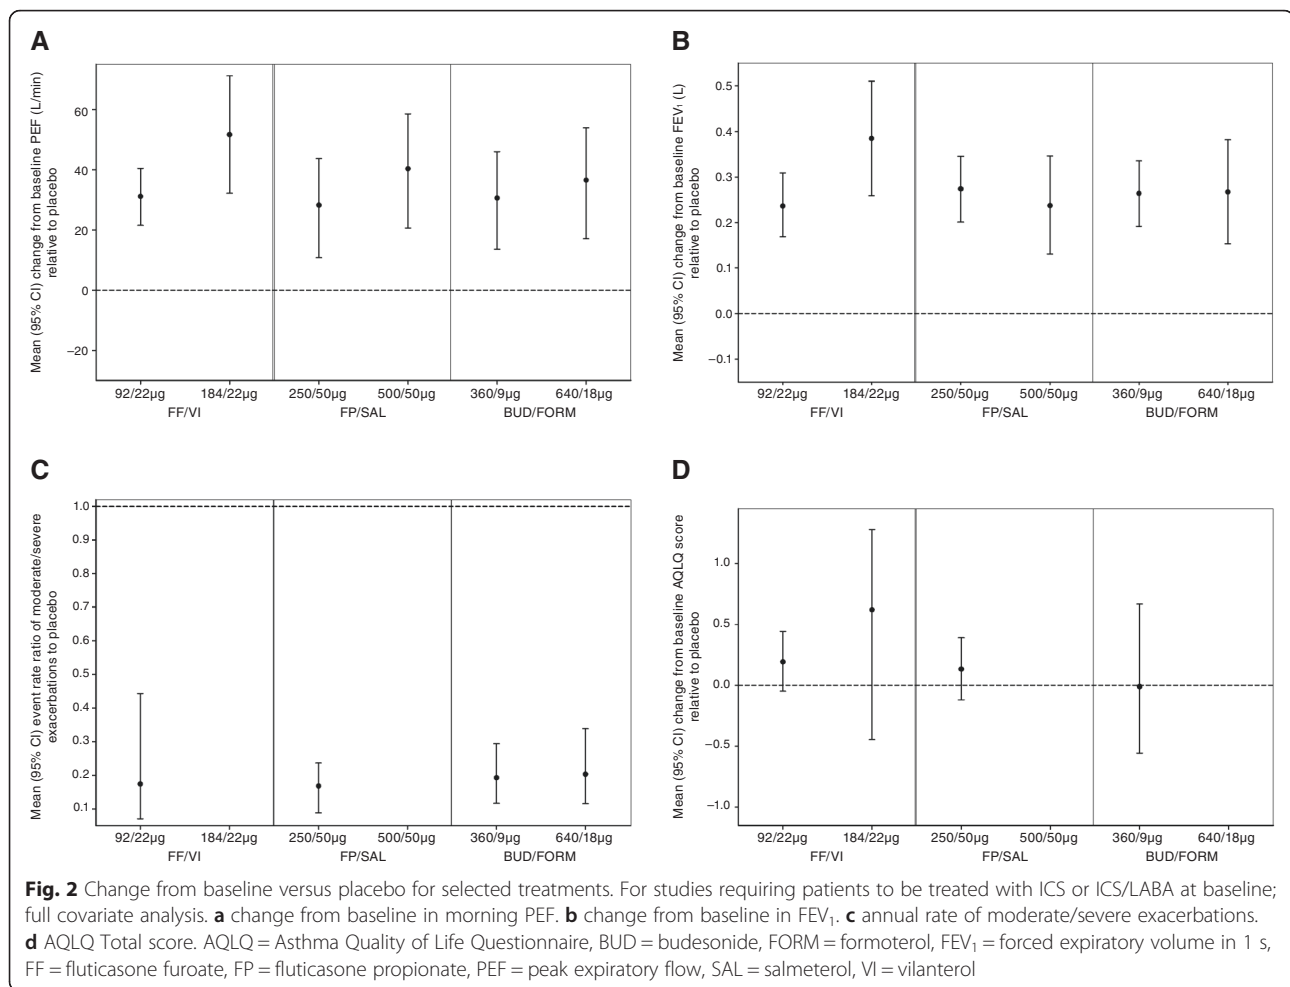 A
Mean (95% CI) change from baseline PEF (L/min)
relative to placebo
60
40
20
0
−20
92/22µg 184/22µg 250/50µg 500/50µg 360/9µg 640/18µg
FF/VI FP/SAL BUD/FORM
B
Mean (95% CI) change from baseline FEV₁ (L)
relative to placebo
0.5
0.4
0.3
0.2
0.1
0.0
−0.1
92/22µg 184/22µg 250/50µg 500/50µg 360/9µg 640/18µg
FF/VI FP/SAL BUD/FORM
C
Mean (95% CI) event rate ratio of moderate/severe
exacerbations to placebo
1.0
0.9
0.8
0.7
0.6
0.5
0.4
0.3
0.2
0.1
92/22µg 184/22µg 250/50µg 500/50µg 360/9µg 640/18µg
FF/VI FP/SAL BUD/FORM
D
Mean (95% CI) change from baseline AQLQ score
relative to placebo
1.0
0.5
0.0
−0.5
−1.0
92/22µg 184/22µg 250/50µg 500/50µg 360/9µg 640/18µg
FF/VI FP/SAL BUD/FORM
Fig. 2 Change from baseline versus placebo for selected treatments. For studies requiring patients to be treated with ICS or ICS/LABA at baseline;
full covariate analysis. a change from baseline in morning PEF. b change from baseline in FEV₁. c annual rate of moderate/severe exacerbations.
d AQLQ Total score. AQLQ = Asthma Quality of Life Questionnaire, BUD = budesonide, FORM = formoterol, FEV₁ = forced expiratory volume in 1 s,
FF = fluticasone furoate, FP = fluticasone propionate, PEF = peak expiratory flow, SAL = salmeterol, VI = vilanterol